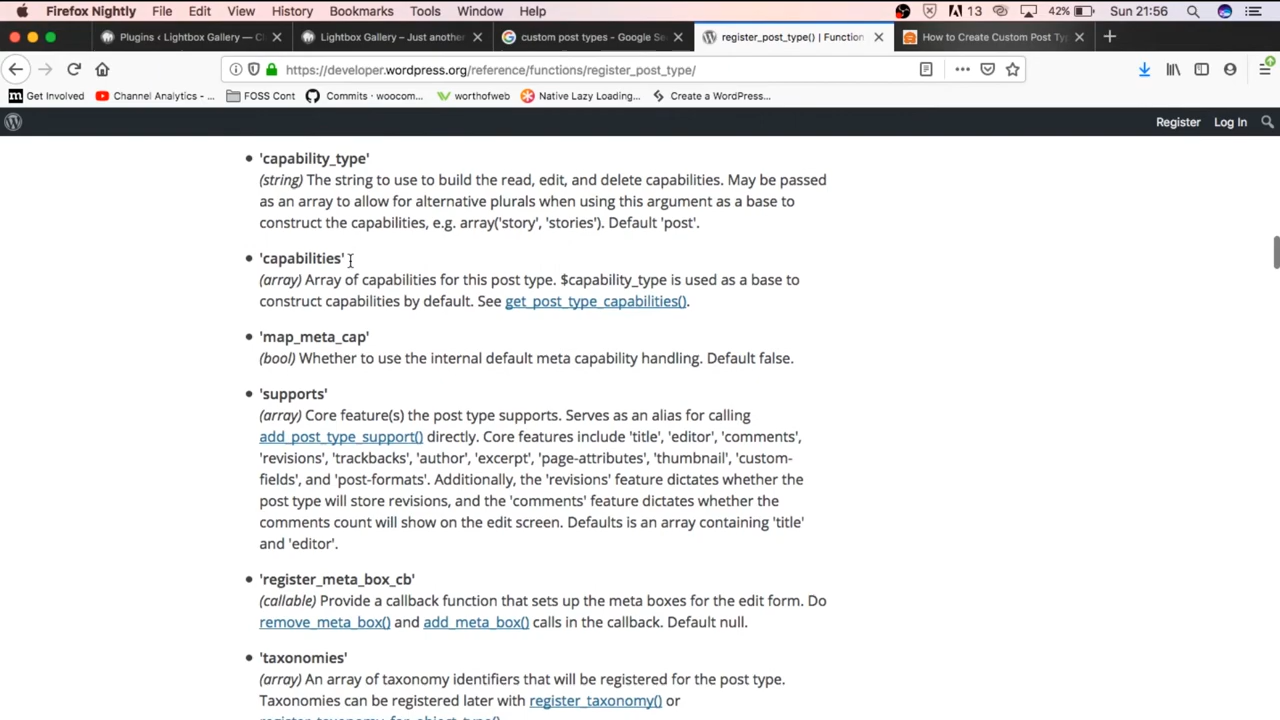 Firefox Nightly File Edit View History Bookmarks Tools Window Help 13 42% Sun 21:56
Plugins ‹ Lightbox Gallery — C Lightbox Gallery – Just another custom post types - Google Se register_post_type() | Function How to Create Custom Post Typ
https://developer.wordpress.org/reference/functions/register_post_type/
Get Involved Channel Analytics - ... FOSS Cont Commits · woocom... worthofweb Native Lazy Loading... Create a WordPress...
Register Log In
• 'capability_type'
(string) The string to use to build the read, edit, and delete capabilities. May be passed
as an array to allow for alternative plurals when using this argument as a base to
construct the capabilities, e.g. array('story', 'stories'). Default 'post'.
• 'capabilities'
(array) Array of capabilities for this post type. $capability_type is used as a base to
construct capabilities by default. See get_post_type_capabilities().
• 'map_meta_cap'
(bool) Whether to use the internal default meta capability handling. Default false.
• 'supports'
(array) Core feature(s) the post type supports. Serves as an alias for calling
add_post_type_support() directly. Core features include 'title', 'editor', 'comments',
'revisions', 'trackbacks', 'author', 'excerpt', 'page-attributes', 'thumbnail', 'custom-
fields', and 'post-formats'. Additionally, the 'revisions' feature dictates whether the
post type will store revisions, and the 'comments' feature dictates whether the
comments count will show on the edit screen. Defaults is an array containing 'title'
and 'editor'.
• 'register_meta_box_cb'
(callable) Provide a callback function that sets up the meta boxes for the edit form. Do
remove_meta_box() and add_meta_box() calls in the callback. Default null.
• 'taxonomies'
(array) An array of taxonomy identifiers that will be registered for the post type.
Taxonomies can be registered later with register_taxonomy() or
register_taxonomy_for_object_type().